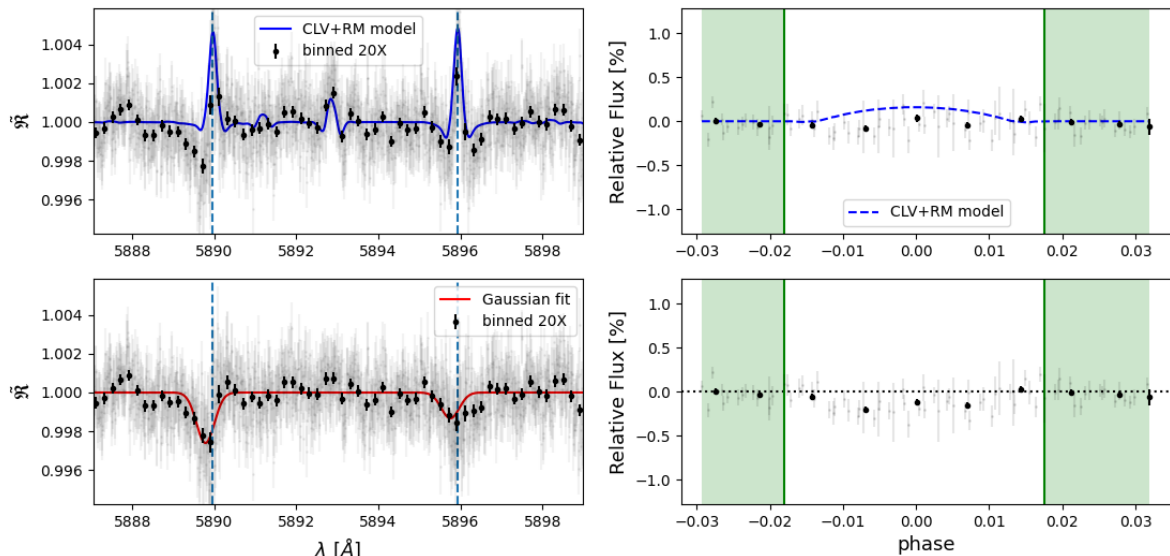 1.004
1.002
1.000
0.998
0.996
ℜ̃
CLV+RM model
binned 20X
5888 5890 5892 5894 5896 5898
1.0
0.5
0.0
−0.5
−1.0
Relative Flux [%]
CLV+RM model
−0.03 −0.02 −0.01 0.00 0.01 0.02 0.03
1.004
1.002
1.000
0.998
0.996
ℜ̃
Gaussian fit
binned 20X
5888 5890 5892 5894 5896 5898
λ [Å]
1.0
0.5
0.0
−0.5
−1.0
Relative Flux [%]
−0.03 −0.02 −0.01 0.00 0.01 0.02 0.03
phase